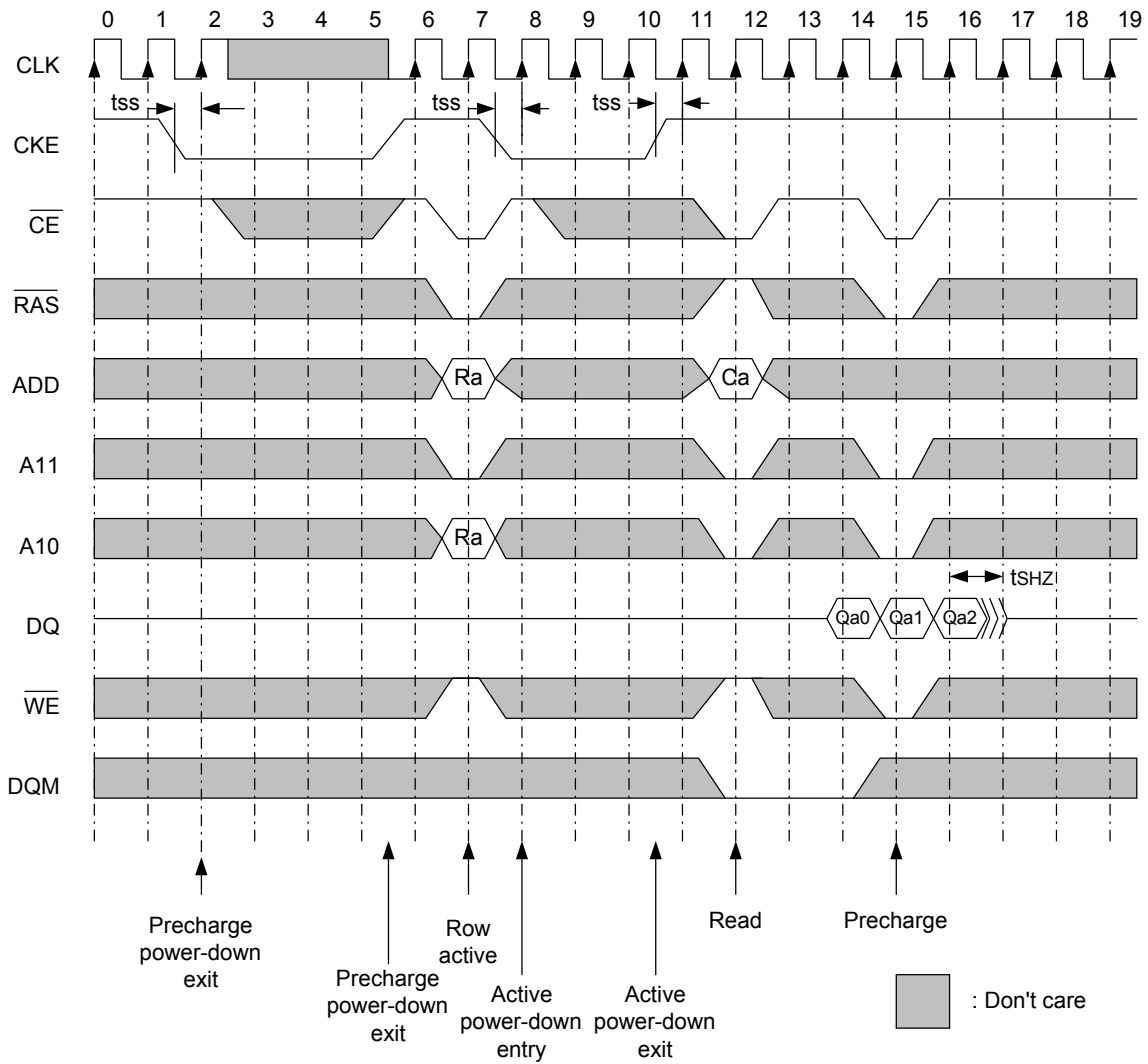 0 1 2 3 4 5 6 7 8 9 10 11 12 13 14 15 16 17 18 19
CLK
tss tss tss
CKE
CE
RAS
ADD Ra Ca
A11
A10 Ra
tSHZ
DQ Qa0 Qa1 Qa2
WE
DQM
Precharge
power-down
exit
Precharge
power-down
exit
Row
active
Active
power-down
entry
Active
power-down
exit
Read
Precharge
: Don't care